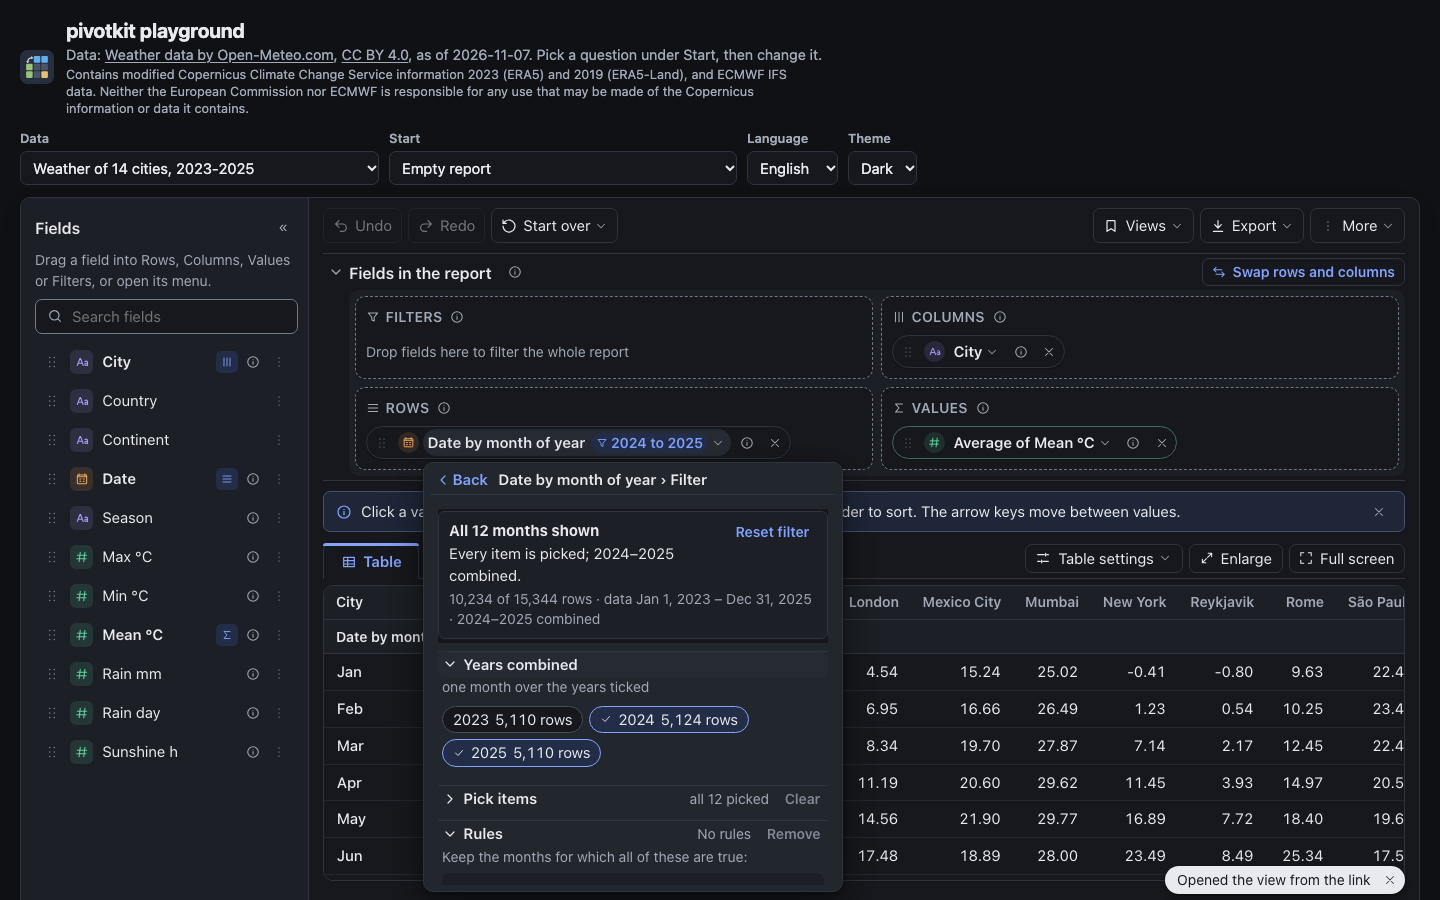 pivotkit playground
Data: Weather data by Open-Meteo.com, CC BY 4.0, as of 2026-11-07. Pick a question under Start, then change it.
Contains modified Copernicus Climate Change Service information 2023 (ERA5) and 2019 (ERA5-Land), and ECMWF IFS
data. Neither the European Commission nor ECMWF is responsible for any use that may be made of the Copernicus
information or data it contains.
Data Start Language Theme
Weather of 14 cities, 2023-2025 Empty report English Dark
Fields «
Drag a field into Rows, Columns, Values
or Filters, or open its menu.
Search fields
Aa City
Aa Country
Aa Continent
Date
Aa Season
# Max °C
# Min °C
# Mean °C Σ
# Rain mm
# Rain day
# Sunshine h
Undo Redo Start over Views Export More
Fields in the report Swap rows and columns
FILTERS
Drop fields here to filter the whole report
COLUMNS
Aa City
ROWS
Date by month of year 2024 to 2025
Σ VALUES
# Average of Mean °C
Click a va
der to sort. The arrow keys move between values.
Table Table settings Enlarge Full screen
Back Date by month of year › Filter
All 12 months shown Reset filter
Every item is picked; 2024–2025
combined.
10,234 of 15,344 rows · data Jan 1, 2023 – Dec 31, 2025
· 2024–2025 combined
Years combined
one month over the years ticked
2023 5,110 rows 2024 5,124 rows
2025 5,110 rows
Pick items all 12 picked Clear
Rules No rules Remove
Keep the months for which all of these are true:
City London Mexico City Mumbai New York Reykjavik Rome São Paul
Date by mont
Jan 4.54 15.24 25.02 -0.41 -0.80 9.63 22.4
Feb 6.95 16.66 26.49 1.23 0.54 10.25 23.4
Mar 8.34 19.70 27.87 7.14 2.17 12.45 22.4
Apr 11.19 20.60 29.62 11.45 3.93 14.97 20.5
May 14.56 21.90 29.77 16.89 7.72 18.40 19.6
Jun 17.48 18.89 28.00 23.49 8.49 25.34 17.5
Opened the view from the link